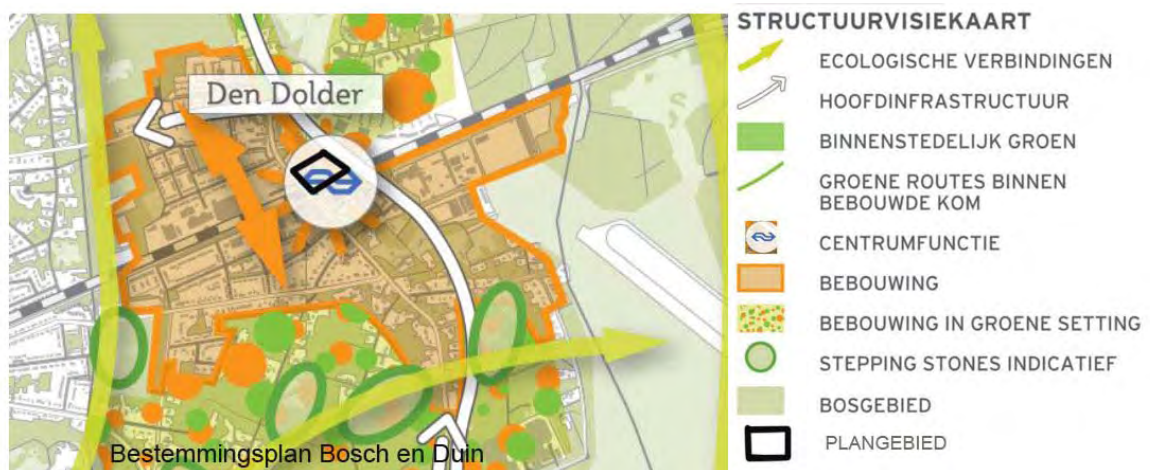 Den Dolder
Bestemmingsplan Bosch en Duin
STRUCTUURVISIEKAART
ECOLOGISCHE VERBINDINGEN
HOOFDINFRASTRUCTUUR
BINNENSTEDELIJK GROEN
GROENE ROUTES BINNEN
BEBOUWDE KOM
CENTRUMFUNCTIE
BEBOUWING
BEBOUWING IN GROENE SETTING
STEPPING STONES INDICATIEF
BOSGEBIED
PLANGEBIED